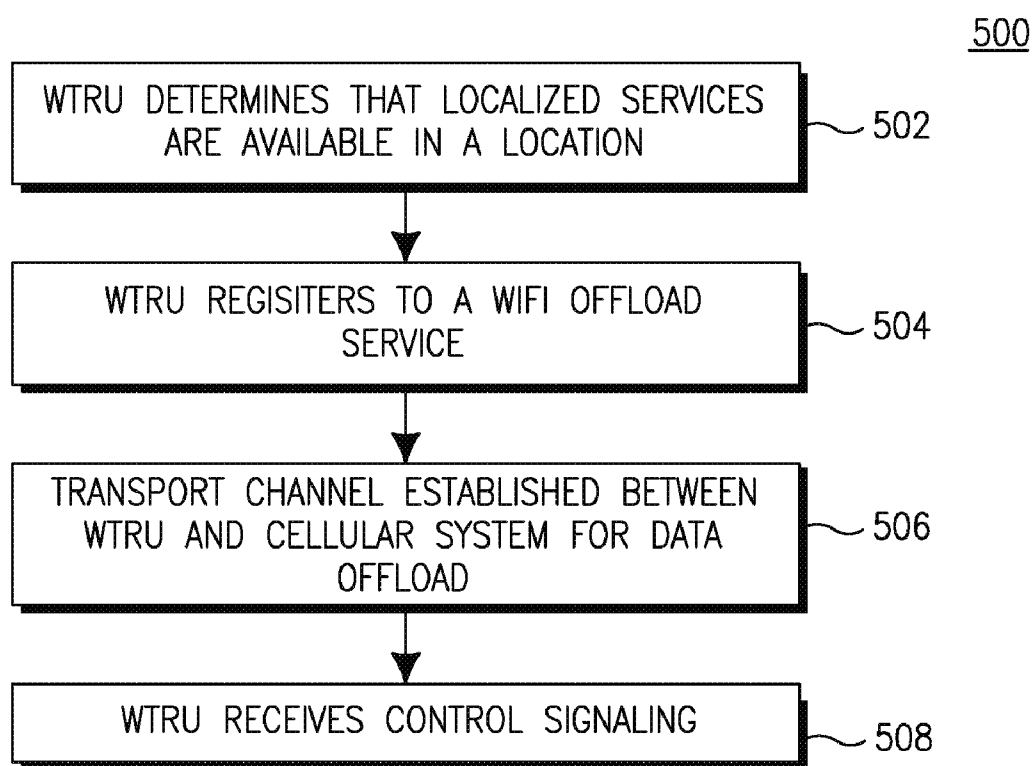 500
WTRU DETERMINES THAT LOCALIZED SERVICES
ARE AVAILABLE IN A LOCATION
502
WTRU REGISITERS TO A WIFI OFFLOAD
SERVICE
504
TRANSPORT CHANNEL ESTABLISHED BETWEEN
WTRU AND CELLULAR SYSTEM FOR DATA
OFFLOAD
506
WTRU RECEIVES CONTROL SIGNALING
508